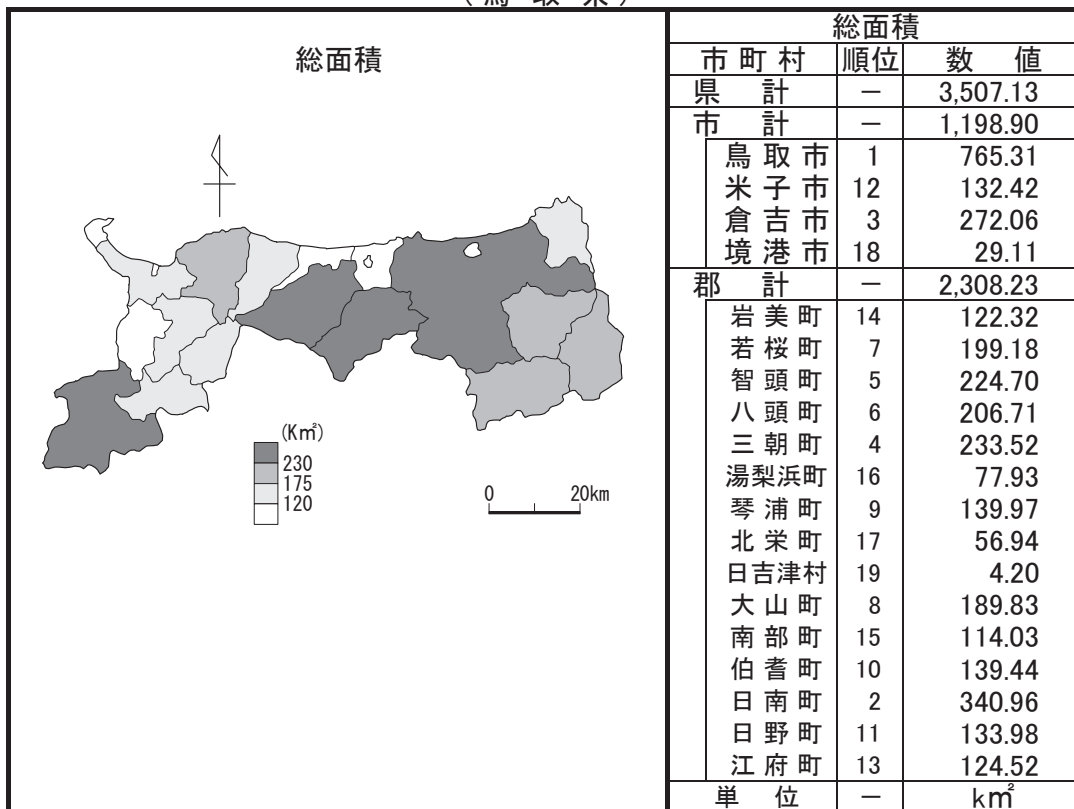 (鳥取県)
総面積
(Km²)
230
175
120
0 20km
総面積
市町村 順位 数 値
県 計 － 3,507.13
市 計 － 1,198.90
鳥取市 1 765.31
米子市 12 132.42
倉吉市 3 272.06
境港市 18 29.11
郡 計 － 2,308.23
岩美町 14 122.32
若桜町 7 199.18
智頭町 5 224.70
八頭町 6 206.71
三朝町 4 233.52
湯梨浜町 16 77.93
琴浦町 9 139.97
北栄町 17 56.94
日吉津村 19 4.20
大山町 8 189.83
南部町 15 114.03
伯耆町 10 139.44
日南町 2 340.96
日野町 11 133.98
江府町 13 124.52
単 位 － k㎡